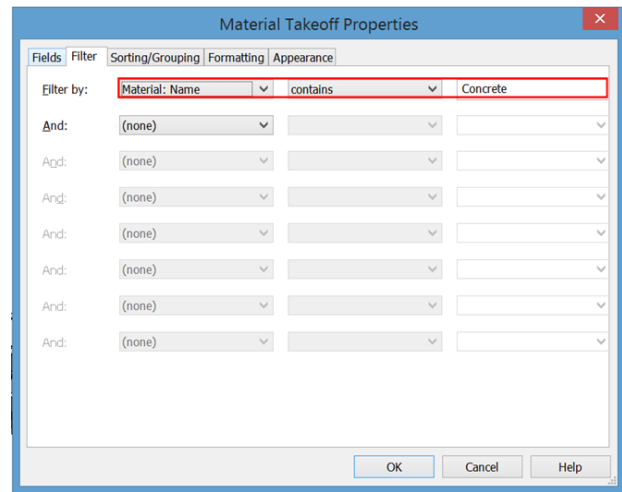 Material Takeoff Properties
Fields Filter Sorting/Grouping Formatting Appearance
Filter by: Material: Name contains Concrete
And: (none)
And: (none)
And: (none)
And: (none)
And: (none)
And: (none)
And: (none)
OK Cancel Help